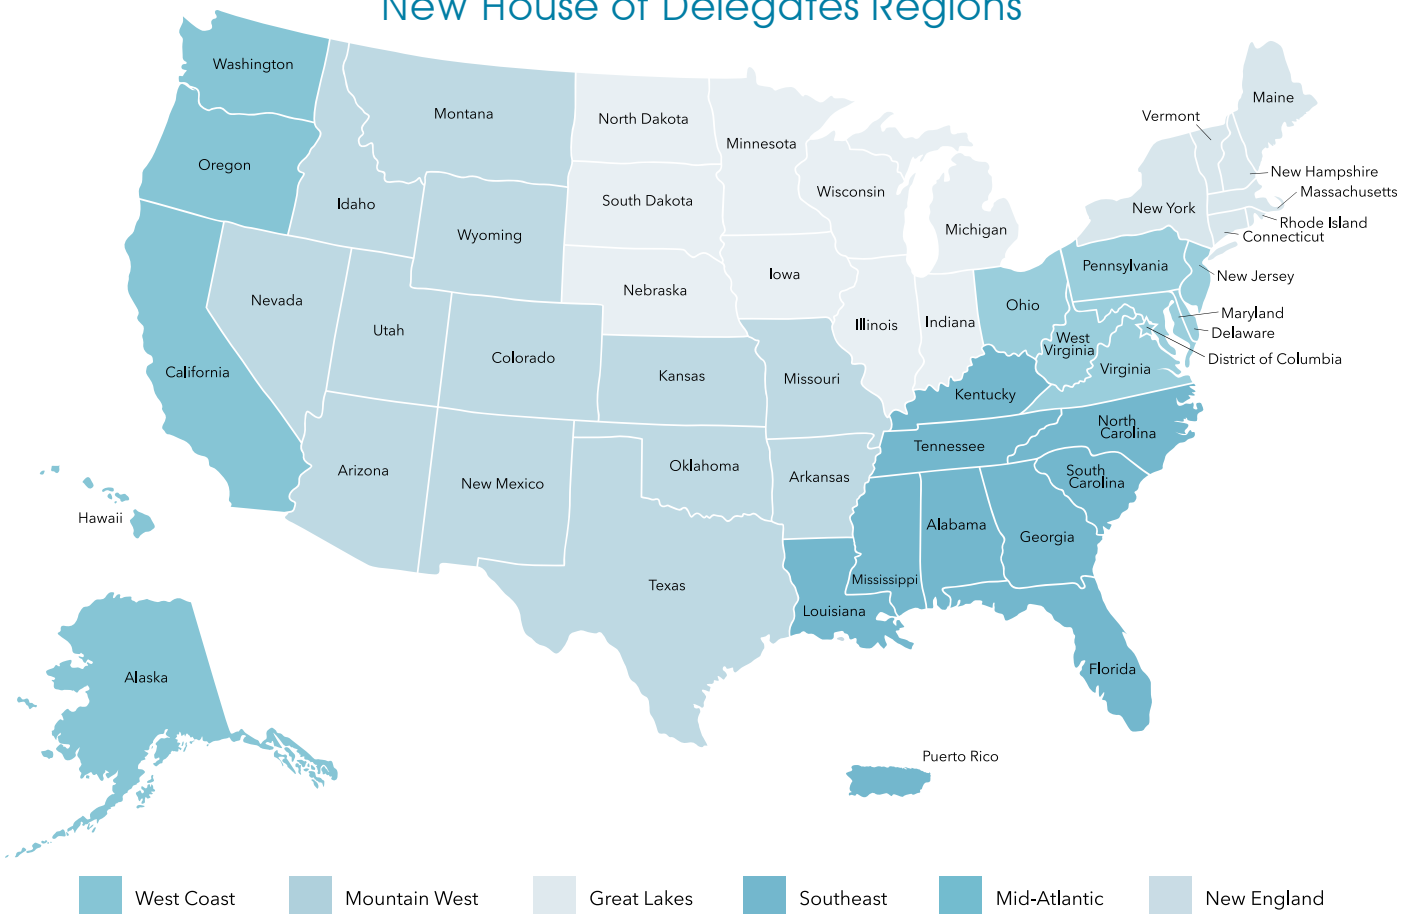 New House of Delegates Regions
Washington
Oregon
California
Idaho
Nevada
Montana
Wyoming
Utah
Colorado
Arizona
New Mexico
North Dakota
South Dakota
Nebraska
Kansas
Oklahoma
Texas
Minnesota
Iowa
Missouri
Arkansas
Louisiana
Wisconsin
Illinois
Michigan
Indiana
Ohio
Kentucky
Tennessee
Mississippi
Alabama
Georgia
Florida
South
Carolina
North
Carolina
Virginia
West
Virginia
Pennsylvania
New York
Vermont
Maine
New Hampshire
Massachusetts
Rhode Island
Connecticut
New Jersey
Maryland
Delaware
District of Columbia
Hawaii
Alaska
Puerto Rico
West Coast
Mountain West
Great Lakes
Southeast
Mid-Atlantic
New England